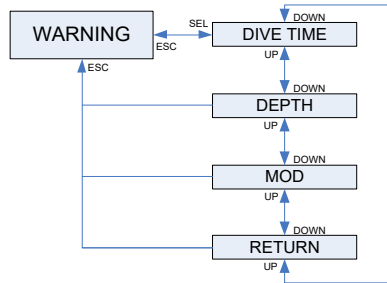 SEL
DOWN
WARNING
DIVE TIME
ESC
UP
ESC
DOWN
DEPTH
UP
DOWN
MOD
UP
DOWN
RETURN
UP